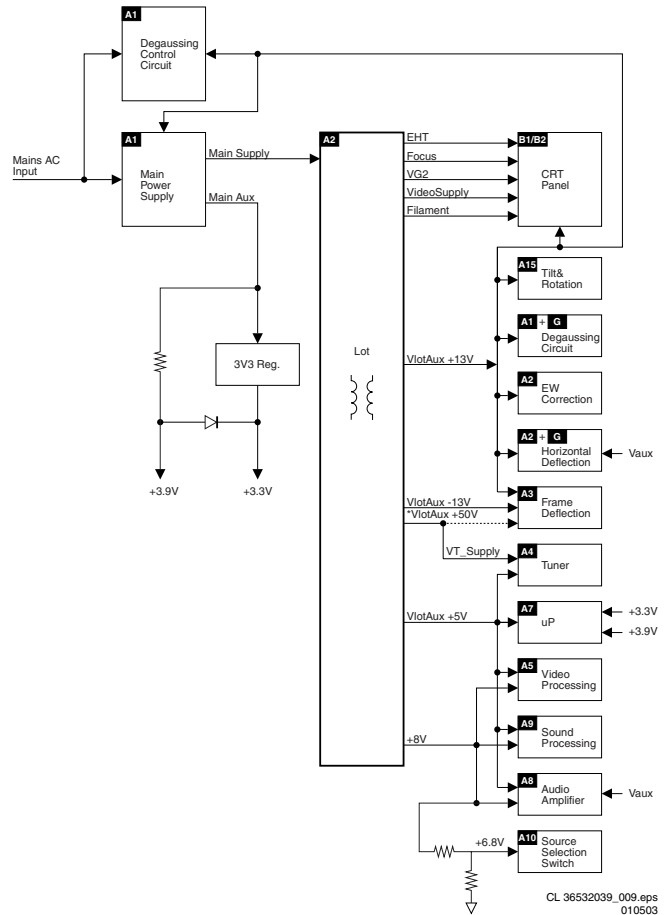 A1
Degaussing
Control
Circuit
Mains AC
Input
A1
Main
Power
Supply
Main Supply
Main Aux
3V3 Reg.
+3.9V
+3.3V
A2
Lot
EHT
Focus
VG2
VideoSupply
Filament
VlotAux +13V
VlotAux -13V
*VlotAux +50V
VT_Supply
VlotAux +5V
+8V
+6.8V
B1/B2
CRT
Panel
A15
Tilt&
Rotation
A1 + G
Degaussing
Circuit
A2
EW
Correction
A2 + G
Horizontal
Deflection
Vaux
A3
Frame
Deflection
A4
Tuner
A7
uP
+3.3V
+3.9V
A5
Video
Processing
A9
Sound
Processing
A8
Audio
Amplifier
Vaux
A10
Source
Selection
Switch
CL 36532039_009.eps
010503